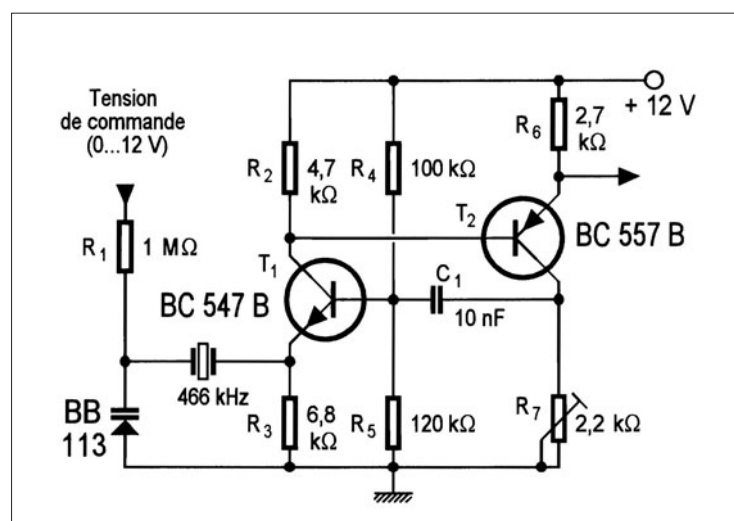 Tension
de commande
(0...12 V)
R1
1 MΩ
BB
113
466 kHz
R2
4,7
kΩ
T1
BC 547 B
R3
6,8
kΩ
R4
100 kΩ
R5
120 kΩ
C1
10 nF
T2
BC 557 B
R6
2,7
kΩ
+ 12 V
R7
2,2 kΩ